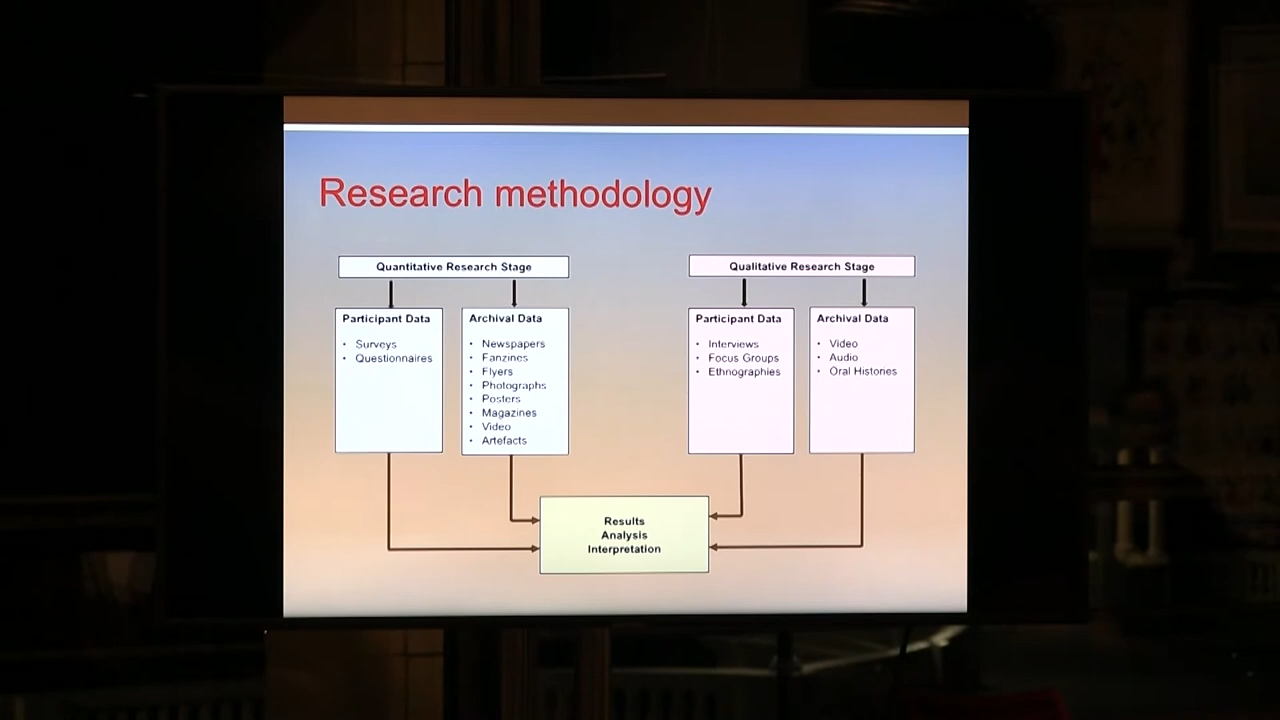 Research methodology
Quantitative Research Stage
Participant Data
• Surveys
• Questionnaires
Archival Data
• Newspapers
• Fanzines
• Flyers
• Photographs
• Posters
• Magazines
• Video
• Artefacts
Qualitative Research Stage
Participant Data
• Interviews
• Focus Groups
• Ethnographies
Archival Data
• Video
• Audio
• Oral Histories
Results
Analysis
Interpretation